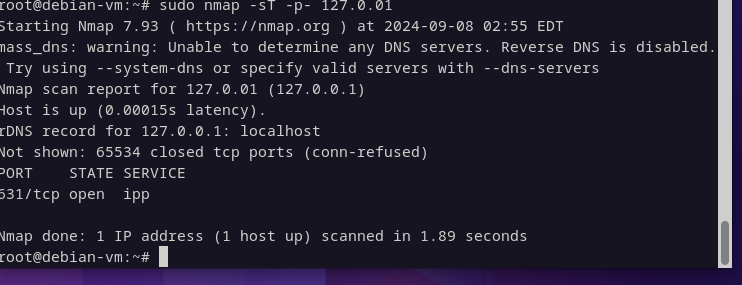 root@debian-vm:~# sudo nmap -sT -p- 127.0.01
Starting Nmap 7.93 ( https://nmap.org ) at 2024-09-08 02:55 EDT
mass_dns: warning: Unable to determine any DNS servers. Reverse DNS is disabled.
Try using --system-dns or specify valid servers with --dns-servers
Nmap scan report for 127.0.01 (127.0.0.1)
Host is up (0.00015s latency).
rDNS record for 127.0.0.1: localhost
Not shown: 65534 closed tcp ports (conn-refused)
PORT    STATE SERVICE
631/tcp open  ipp
Nmap done: 1 IP address (1 host up) scanned in 1.89 seconds
root@debian-vm:~#